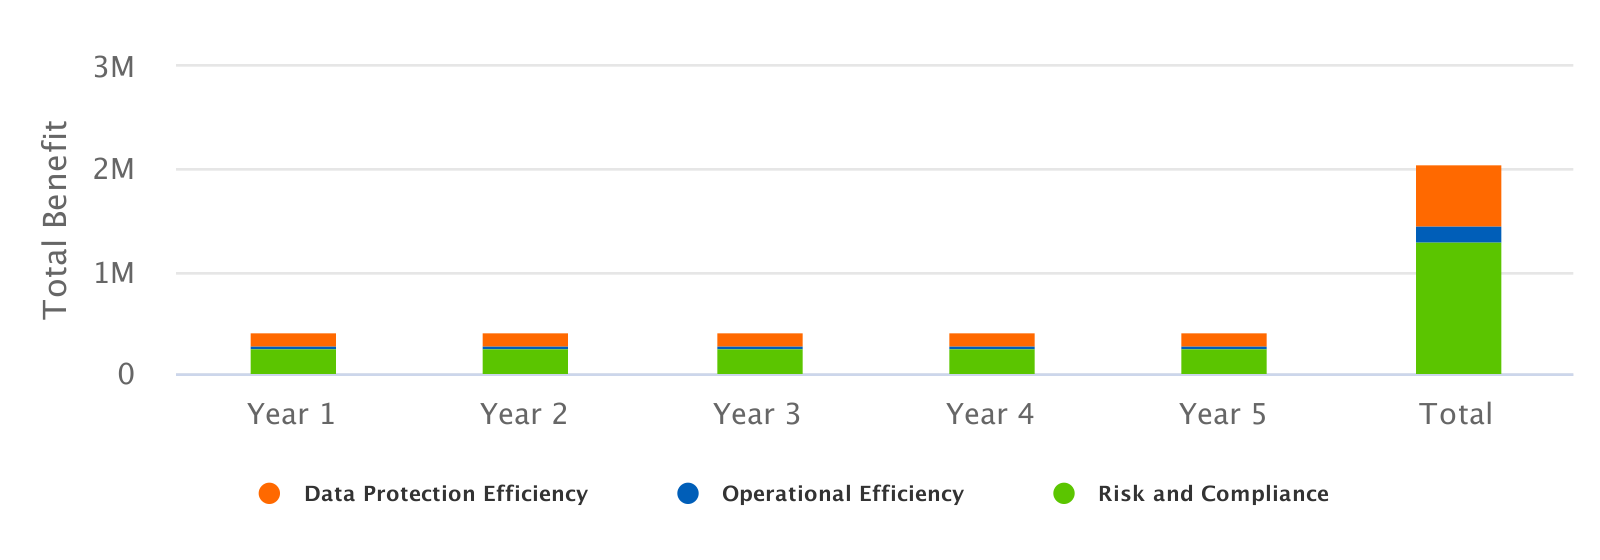 Total Benefit
3M
2M
1M
0
Year 1 Year 2 Year 3 Year 4 Year 5 Total
Data Protection Efficiency Operational Efficiency Risk and Compliance